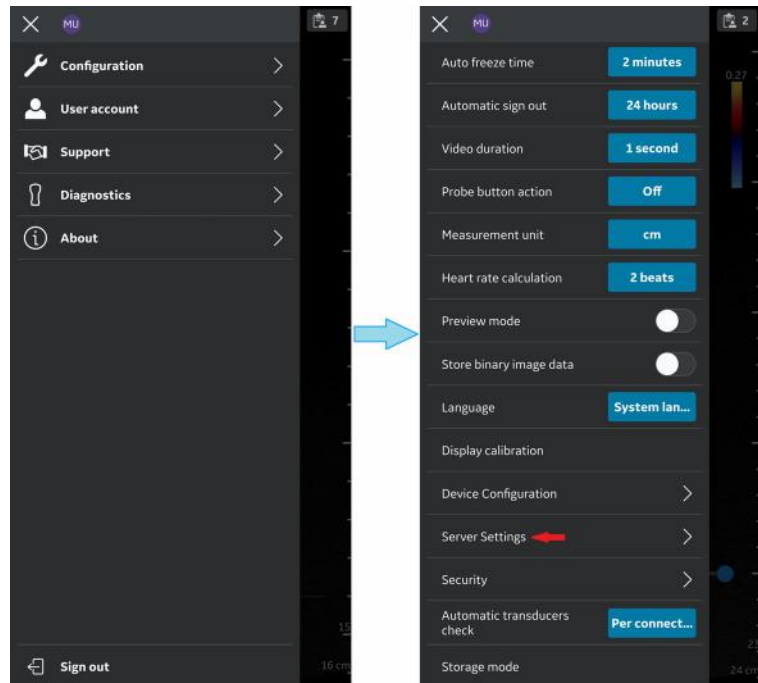 MU
7
Configuration
User account
Support
Diagnostics
About
15
Sign out
16 cm
MU
2
Auto freeze time
2 minutes
0.27
Automatic sign out
24 hours
Video duration
1 second
Probe button action
Off
Measurement unit
cm
Heart rate calculation
2 beats
Preview mode
Store binary image data
Language
System lan...
Display calibration
Device Configuration
Server Settings
Security
Automatic transducers
check
Per connect...
Storage mode
24 cm